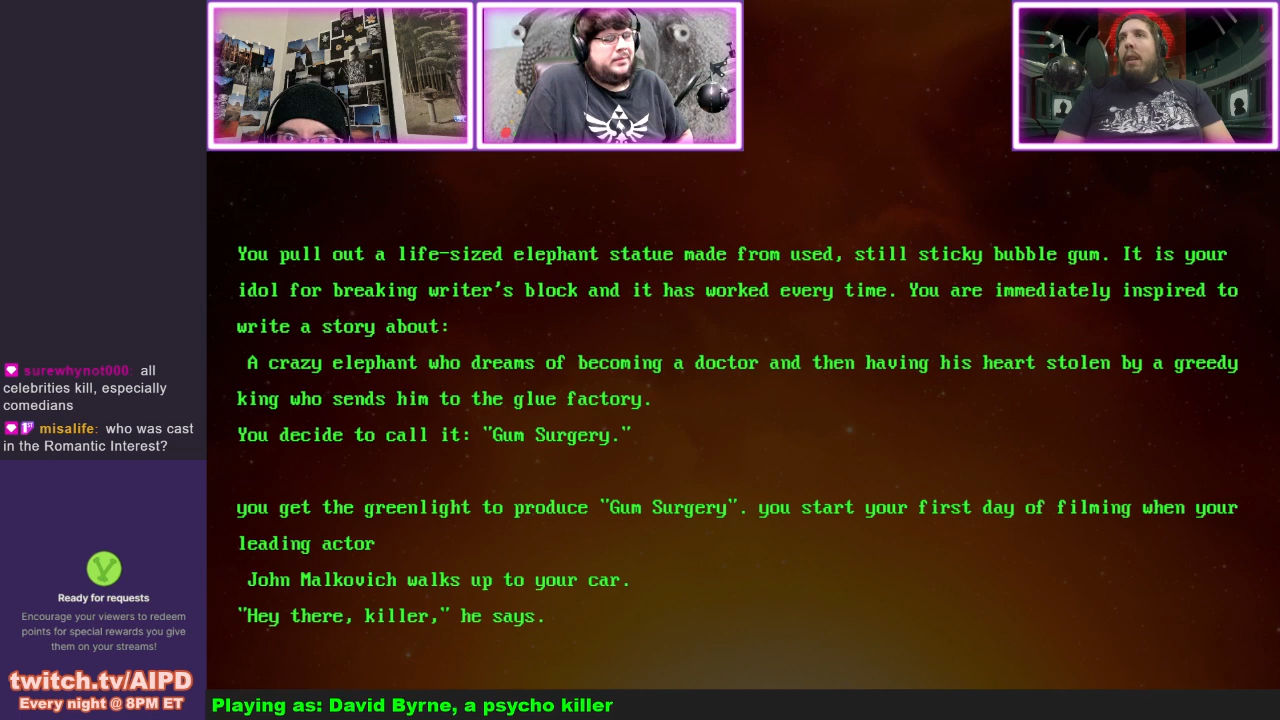 You pull out a life-sized elephant statue made from used, still sticky bubble gum. It is your
idol for breaking writer's block and it has worked every time. You are immediately inspired to
write a story about:
A crazy elephant who dreams of becoming a doctor and then having his heart stolen by a greedy
king who sends him to the glue factory.
You decide to call it: "Gum Surgery."
you get the greenlight to produce "Gum Surgery". you start your first day of filming when your
leading actor
John Malkovich walks up to your car.
"Hey there, killer," he says.
surewhynot000: all
celebrities kill, especially
comedians
misalife: who was cast
in the Romantic Interest?
Ready for requests
Encourage your viewers to redeem
points for special rewards you give
them on your streams!
twitch.tv/AIPD
Every night @ 8PM ET
Playing as: David Byrne, a psycho killer